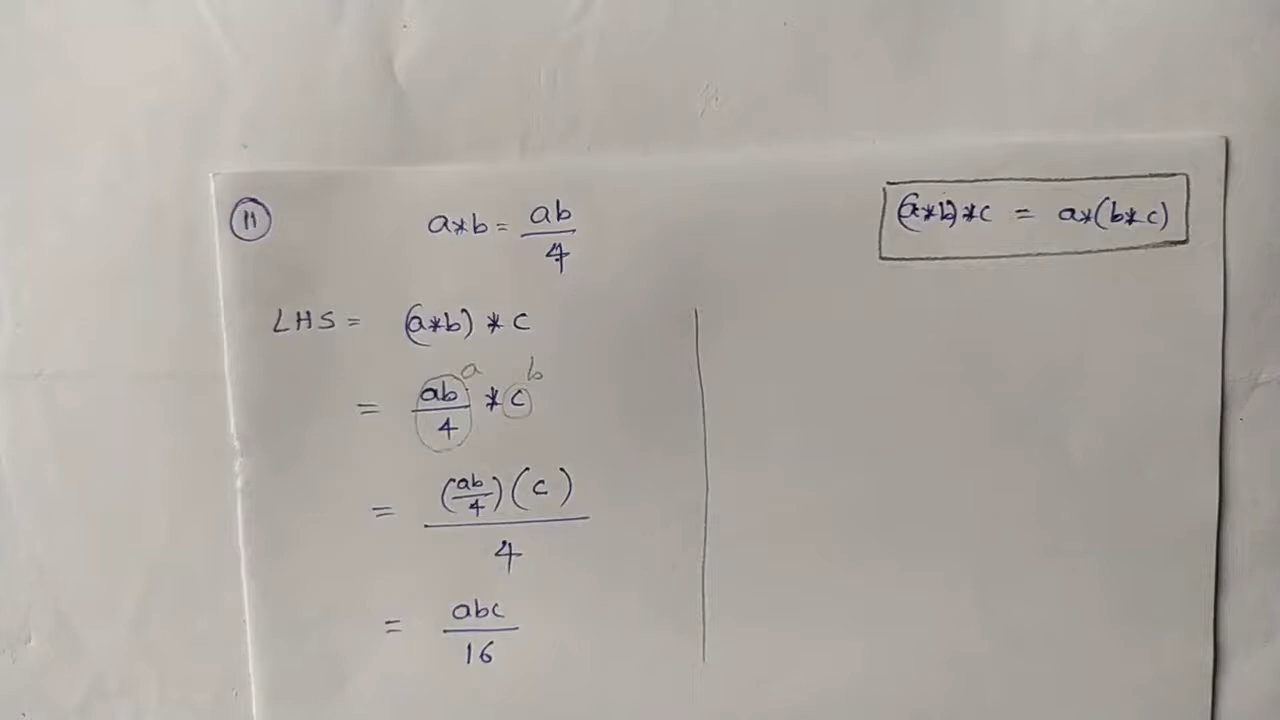 11 a*b = ab/4 (a*b)*c = a*(b*c)
LHS = (a*b) * c
a b
= ab/4 * c
= (ab/4)(c)/4
= abc/16